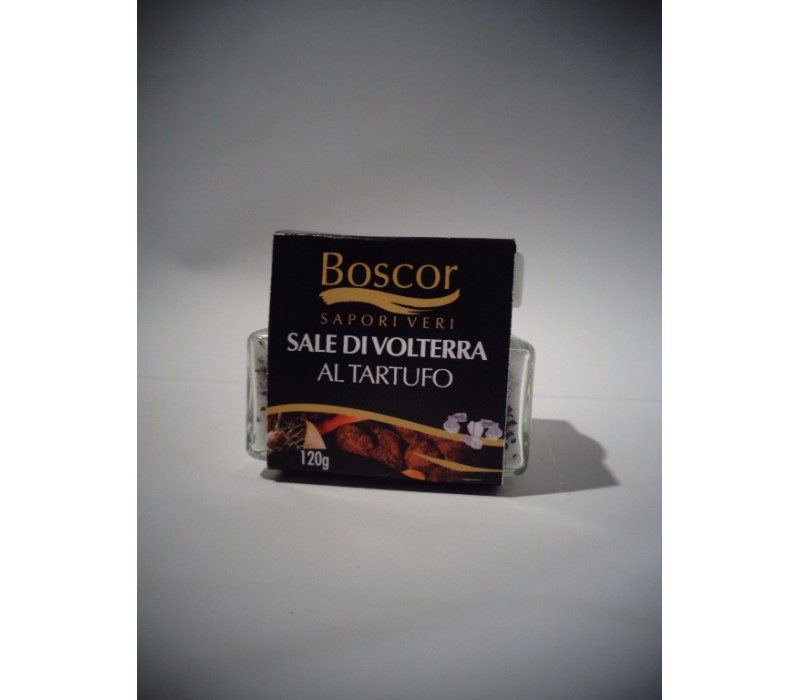 Boscor
SAPORI VERI
SALE DI VOLTERRA
AL TARTUFO
120g